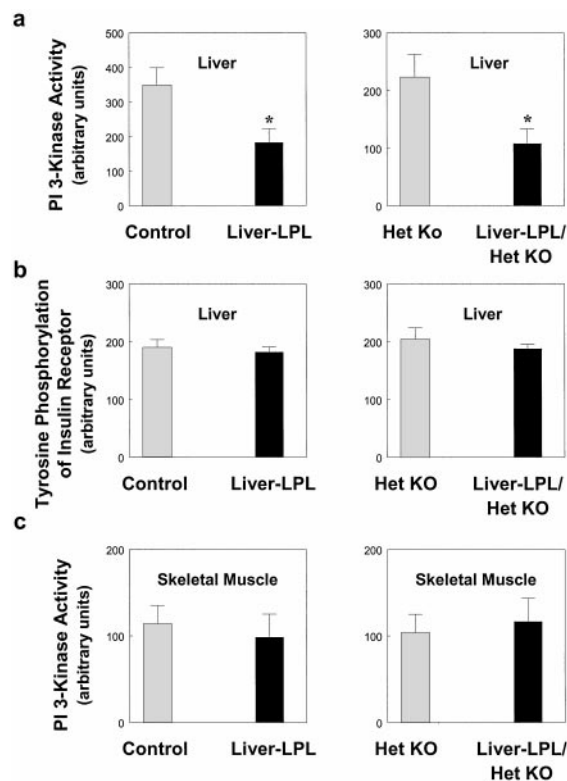 a
PI 3-Kinase Activity
(arbitrary units)
500
400
300
200
100
0
Liver
*
Control
Liver-LPL
300
200
100
0
Liver
*
Het Ko
Liver-LPL/
Het KO
b
Tyrosine Phosphorylation
of Insulin Receptor
(arbitrary units)
300
200
100
0
Liver
Control
Liver-LPL
300
200
100
0
Liver
Het KO
Liver-LPL/
Het KO
c
PI 3-Kinase Activity
(arbitrary units)
200
100
0
Skeletal Muscle
Control
Liver-LPL
200
100
0
Skeletal Muscle
Het KO
Liver-LPL/
Het KO